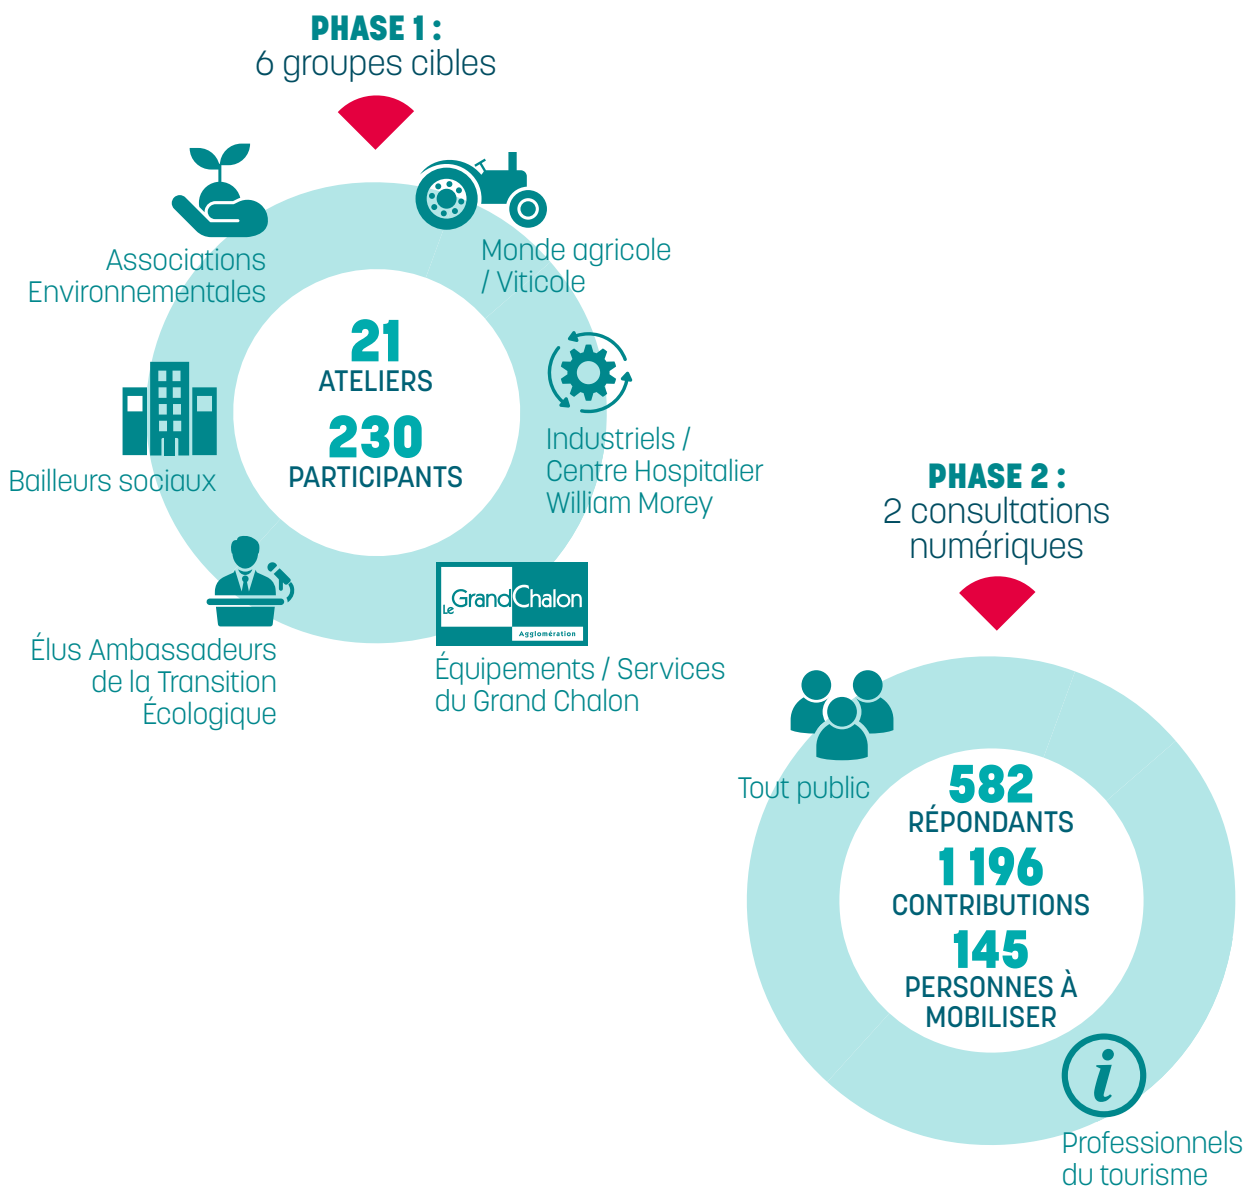 PHASE 1 :
6 groupes cibles
Associations
Environnementales
Monde agricole
/ Viticole
21
ATELIERS
230
PARTICIPANTS
Bailleurs sociaux
Industriels /
Centre Hospitalier
William Morey
Élus Ambassadeurs
de la Transition
Écologique
Le GrandChalon
Agglomération
Équipements / Services
du Grand Chalon
PHASE 2 :
2 consultations
numériques
Tout public
582
RÉPONDANTS
1 196
CONTRIBUTIONS
145
PERSONNES À
MOBILISER
i
Professionnels
du tourisme